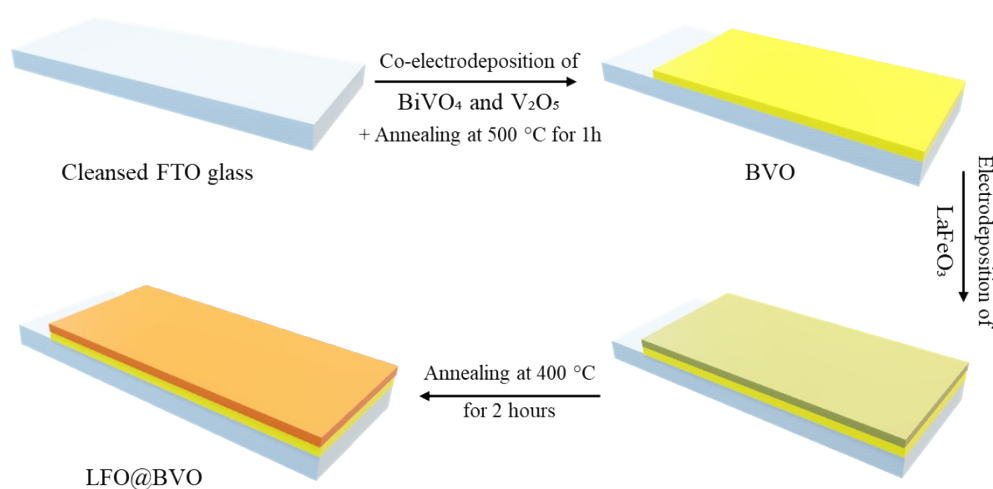 Cleansed FTO glass
Co-electrodeposition of
BiVO₄ and V₂O₅
+ Annealing at 500 °C for 1h
BVO
Electrodeposition of
LaFeO₃
Annealing at 400 °C
for 2 hours
LFO@BVO